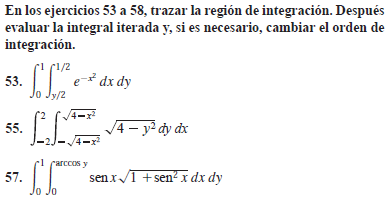 En los ejercicios 53 a 58, trazar la región de integración. Después
evaluar la integral iterada y, si es necesario, cambiar el orden de
integración.
53. ∫₀¹ ∫_{y/2}^{1/2} e^{-x²} dx dy
55. ∫_{-2}² ∫_{-√(4-x²)}^{√(4-x²)} √(4 - y²) dy dx
57. ∫₀¹ ∫₀^{arccos y} sen x √(1 + sen² x) dx dy